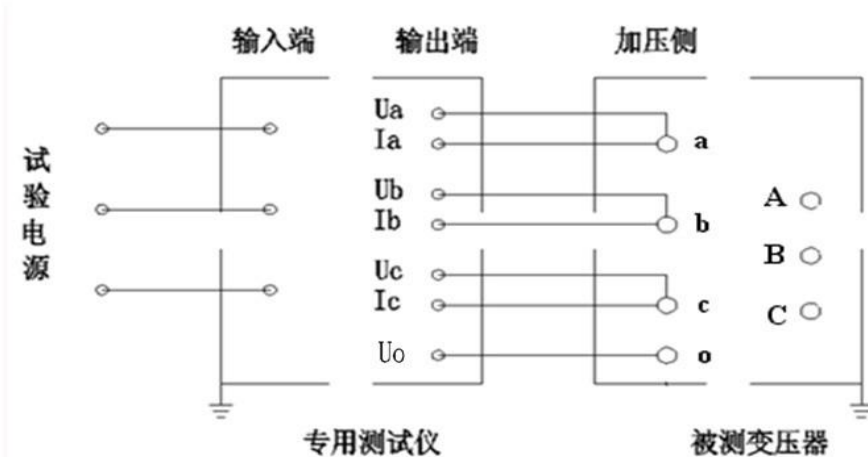 输入端 输出端 加压侧
Ua
Ia a
Ub
Ib b
Uc
Ic c
Uo o
A
B
C
试验电源
专用测试仪 被测变压器